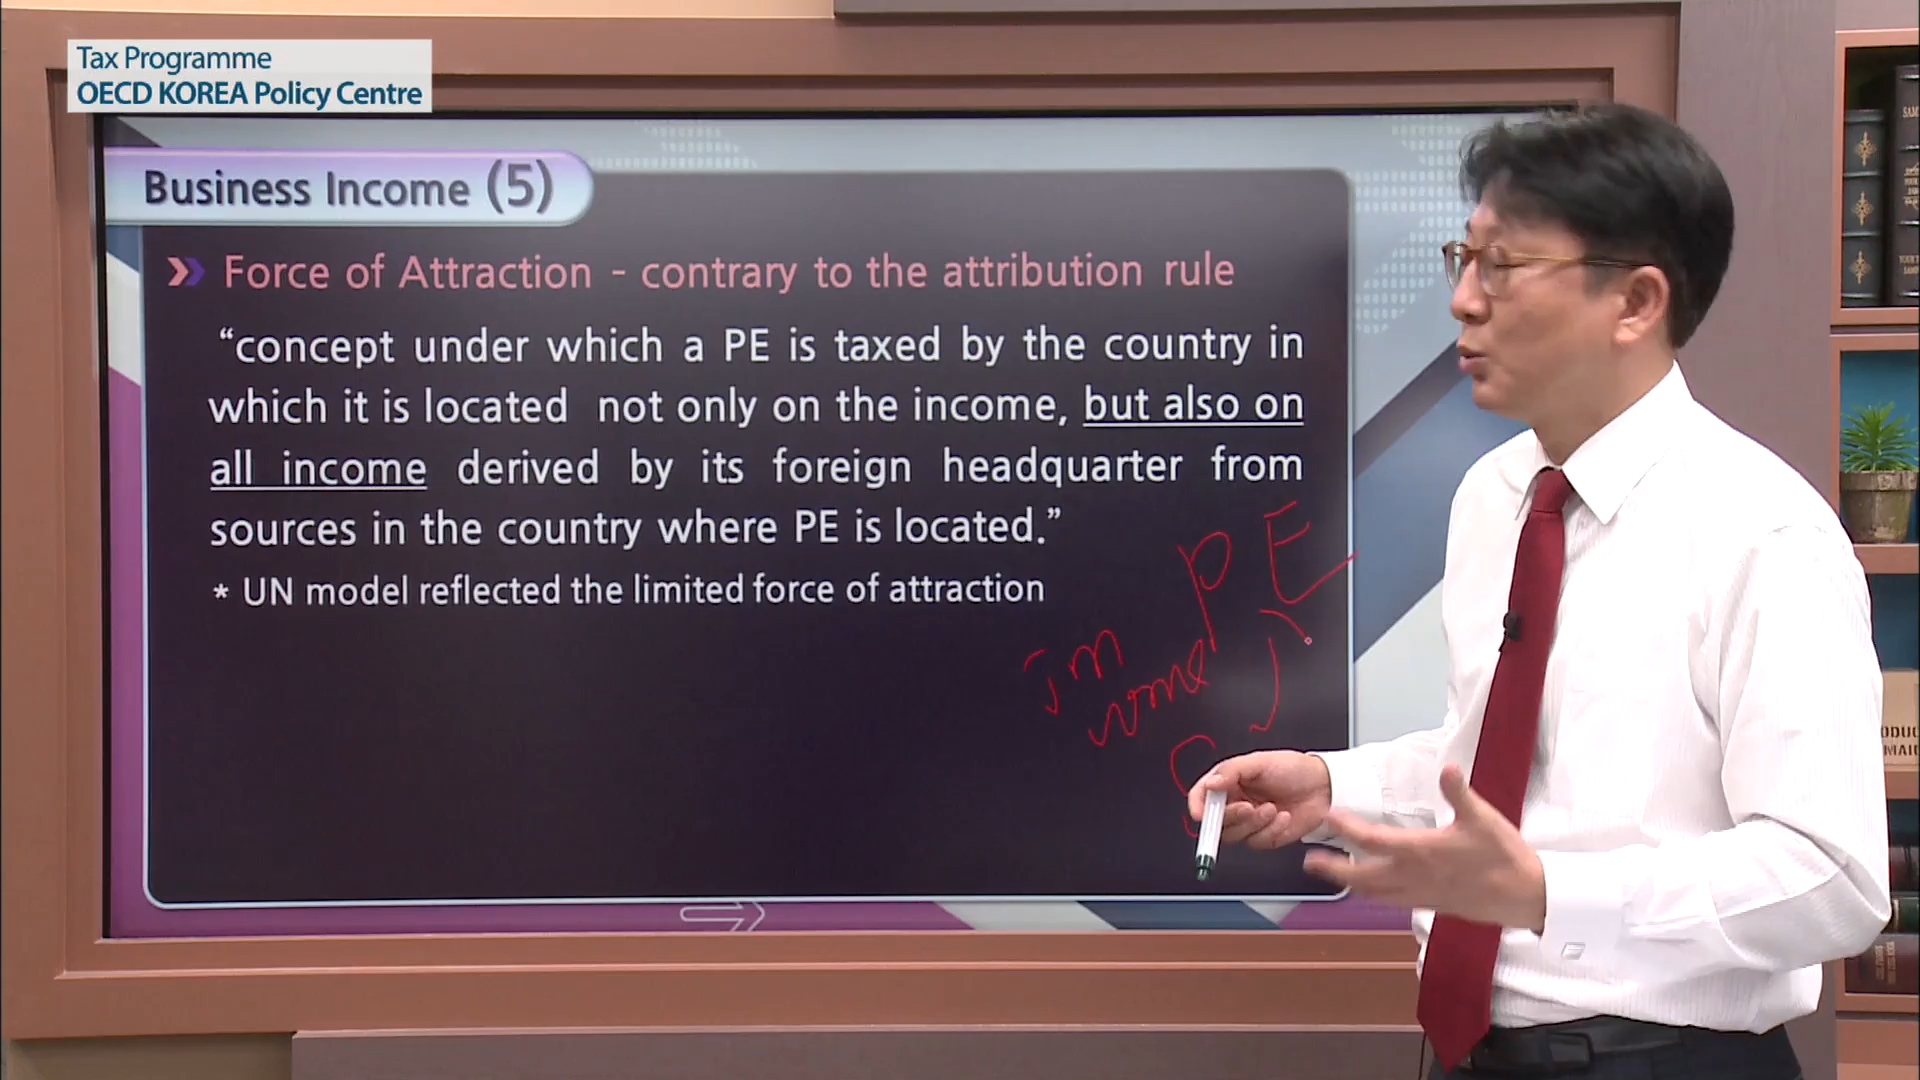 Tax Programme
OECD KOREA Policy Centre
Business Income (5)
Force of Attraction - contrary to the attribution rule
“concept under which a PE is taxed by the country in
which it is located not only on the income, but also on
all income derived by its foreign headquarter from
sources in the country where PE is located.”
* UN model reflected the limited force of attraction
PE